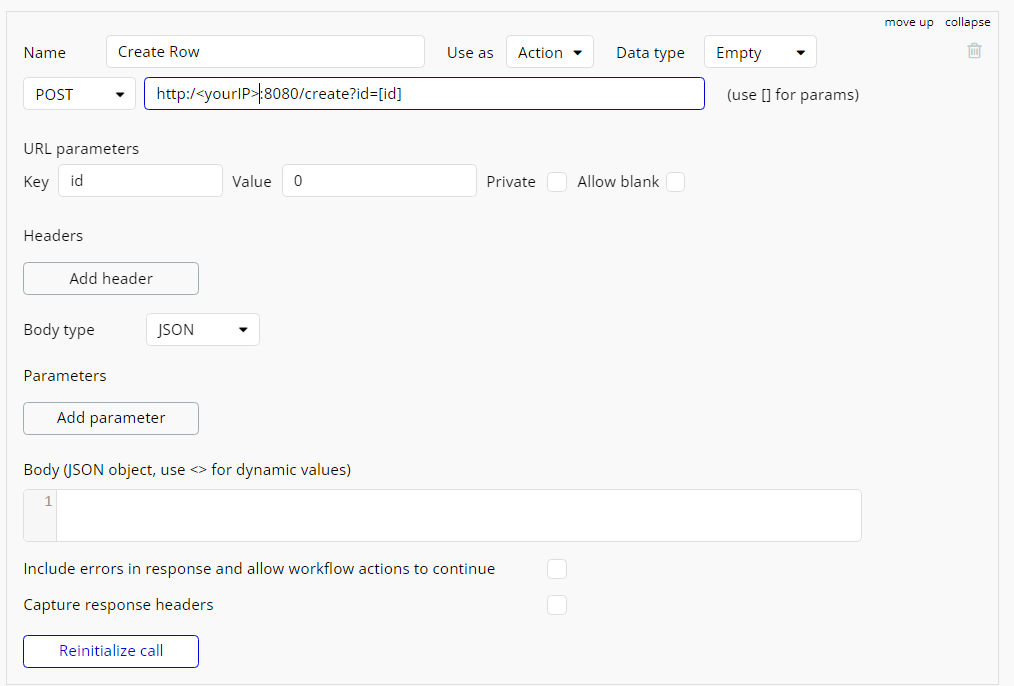 move up collapse
Name Create Row Use as Action Data type Empty
POST http:/<yourIP>:8080/create?id=[id] (use [] for params)
URL parameters
Key id Value 0 Private Allow blank
Headers
Add header
Body type JSON
Parameters
Add parameter
Body (JSON object, use <> for dynamic values)
1
Include errors in response and allow workflow actions to continue
Capture response headers
Reinitialize call